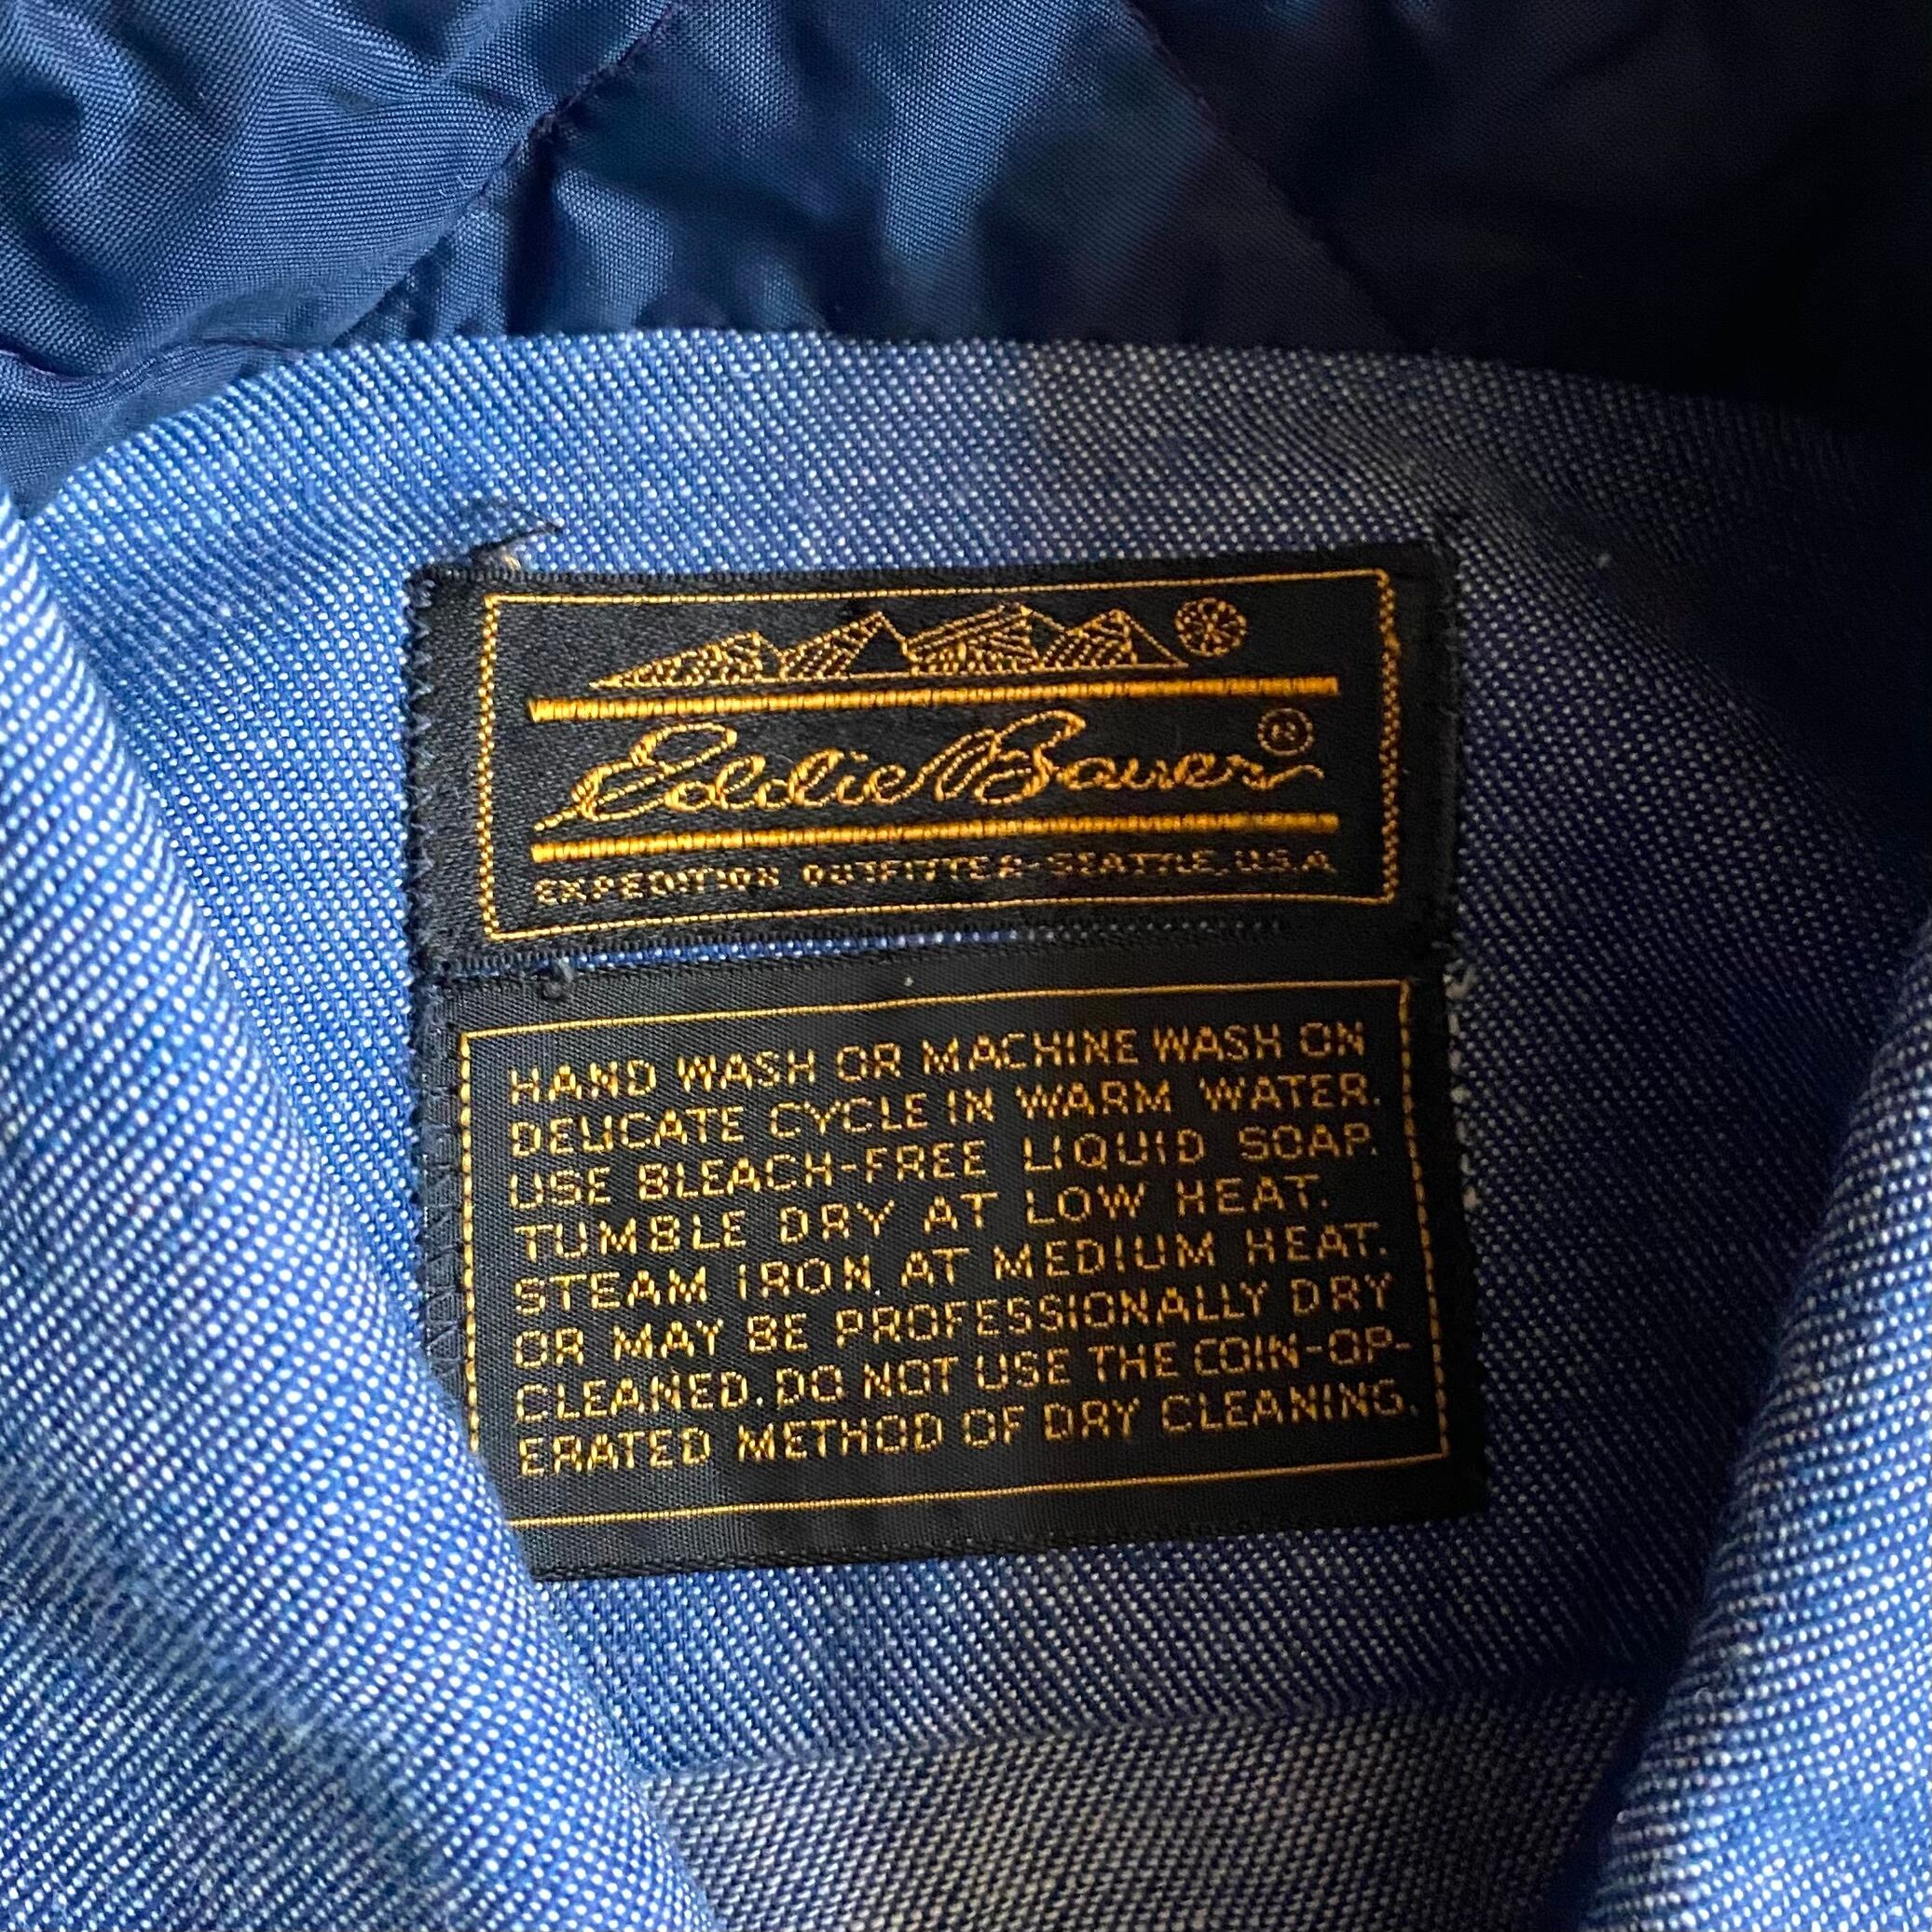 Eddie Bauer®
EXPEDITION OUTFITTER-SEATTLE, U.S.A.
HAND WASH OR MACHINE WASH ON
DELICATE CYCLE IN WARM WATER.
USE BLEACH-FREE LIQUID SOAP.
TUMBLE DRY AT LOW HEAT.
STEAM IRON AT MEDIUM HEAT.
OR MAY BE PROFESSIONALLY DRY
CLEANED. DO NOT USE THE COIN-OP-
ERATED METHOD OF DRY CLEANING.